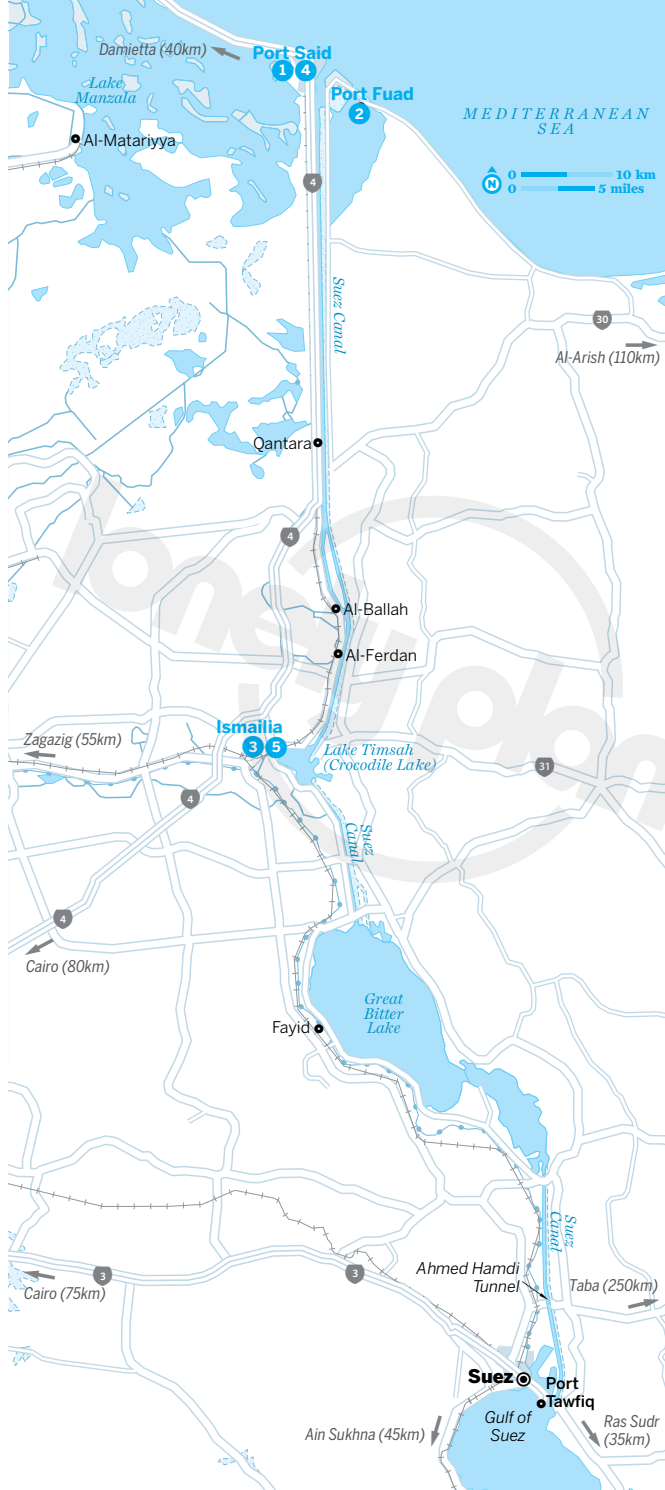 Damietta (40km)
Port Said
1 4
Lake
Manzala
Port Fuad
2
MEDITERRANEAN
SEA
Al-Matariyya
0 10 km
N
0 5 miles
4
Suez Canal
30
Al-Arish (110km)
Qantara
4
lonely plan
Al-Ballah
Al-Ferdan
Ismailia
3 5
Zagazig (55km)
Lake Timsah
(Crocodile Lake)
31
4
Suez
Canal
4
Cairo (80km)
Great
Bitter
Lake
Fayid
Suez
Canal
Ahmed Hamdi
Tunnel
3
3
Cairo (75km)
Taba (250km)
Suez
Port
Tawfiq
Gulf of
Suez
Ain Sukhna (45km)
Ras Sudr
(35km)